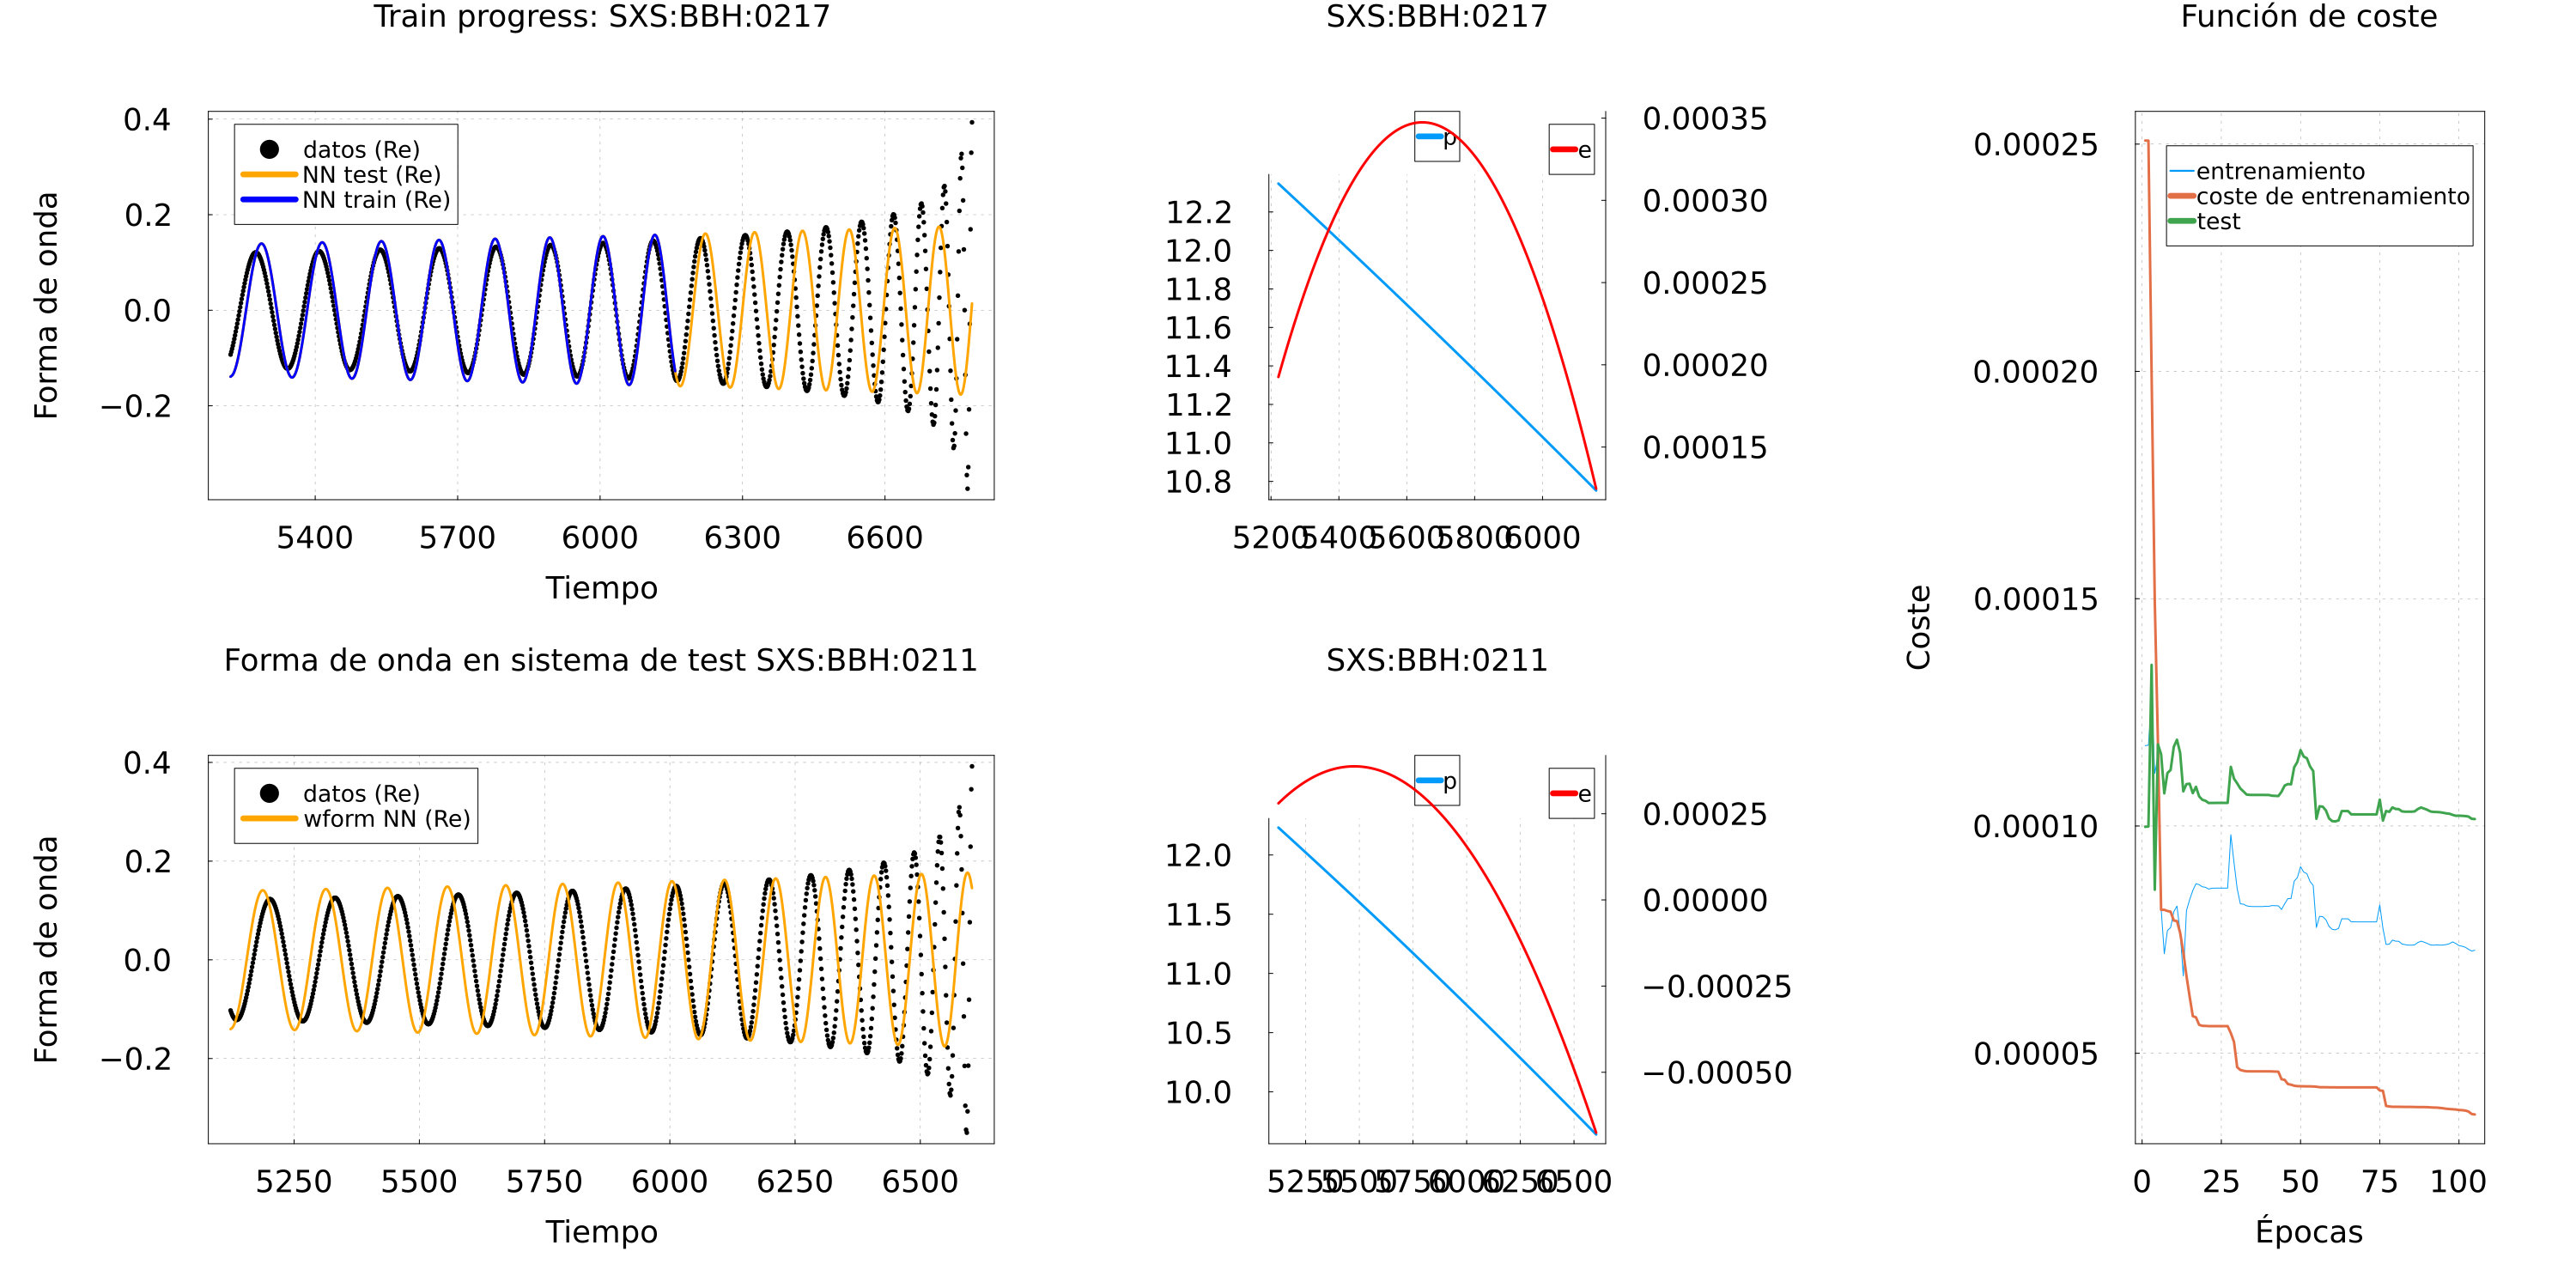 Train progress: SXS:BBH:0217
Forma de onda
0.4
0.2
0.0
−0.2
datos (Re)
NN test (Re)
NN train (Re)
5400 5700 6000 6300 6600
Tiempo
SXS:BBH:0217
12.2
12.0
11.8
11.6
11.4
11.2
11.0
10.8
p
e
0.00035
0.00030
0.00025
0.00020
0.00015
5200 5400 5600 5800 6000
Forma de onda en sistema de test SXS:BBH:0211
Forma de onda
0.4
0.2
0.0
−0.2
datos (Re)
wform NN (Re)
5250 5500 5750 6000 6250 6500
Tiempo
SXS:BBH:0211
12.0
11.5
11.0
10.5
10.0
p
e
0.00025
0.00000
−0.00025
−0.00050
5250 5500 5750 6000 6250 6500
Función de coste
Coste
0.00025
0.00020
0.00015
0.00010
0.00005
entrenamiento
coste de entrenamiento
test
0 25 50 75 100
Épocas